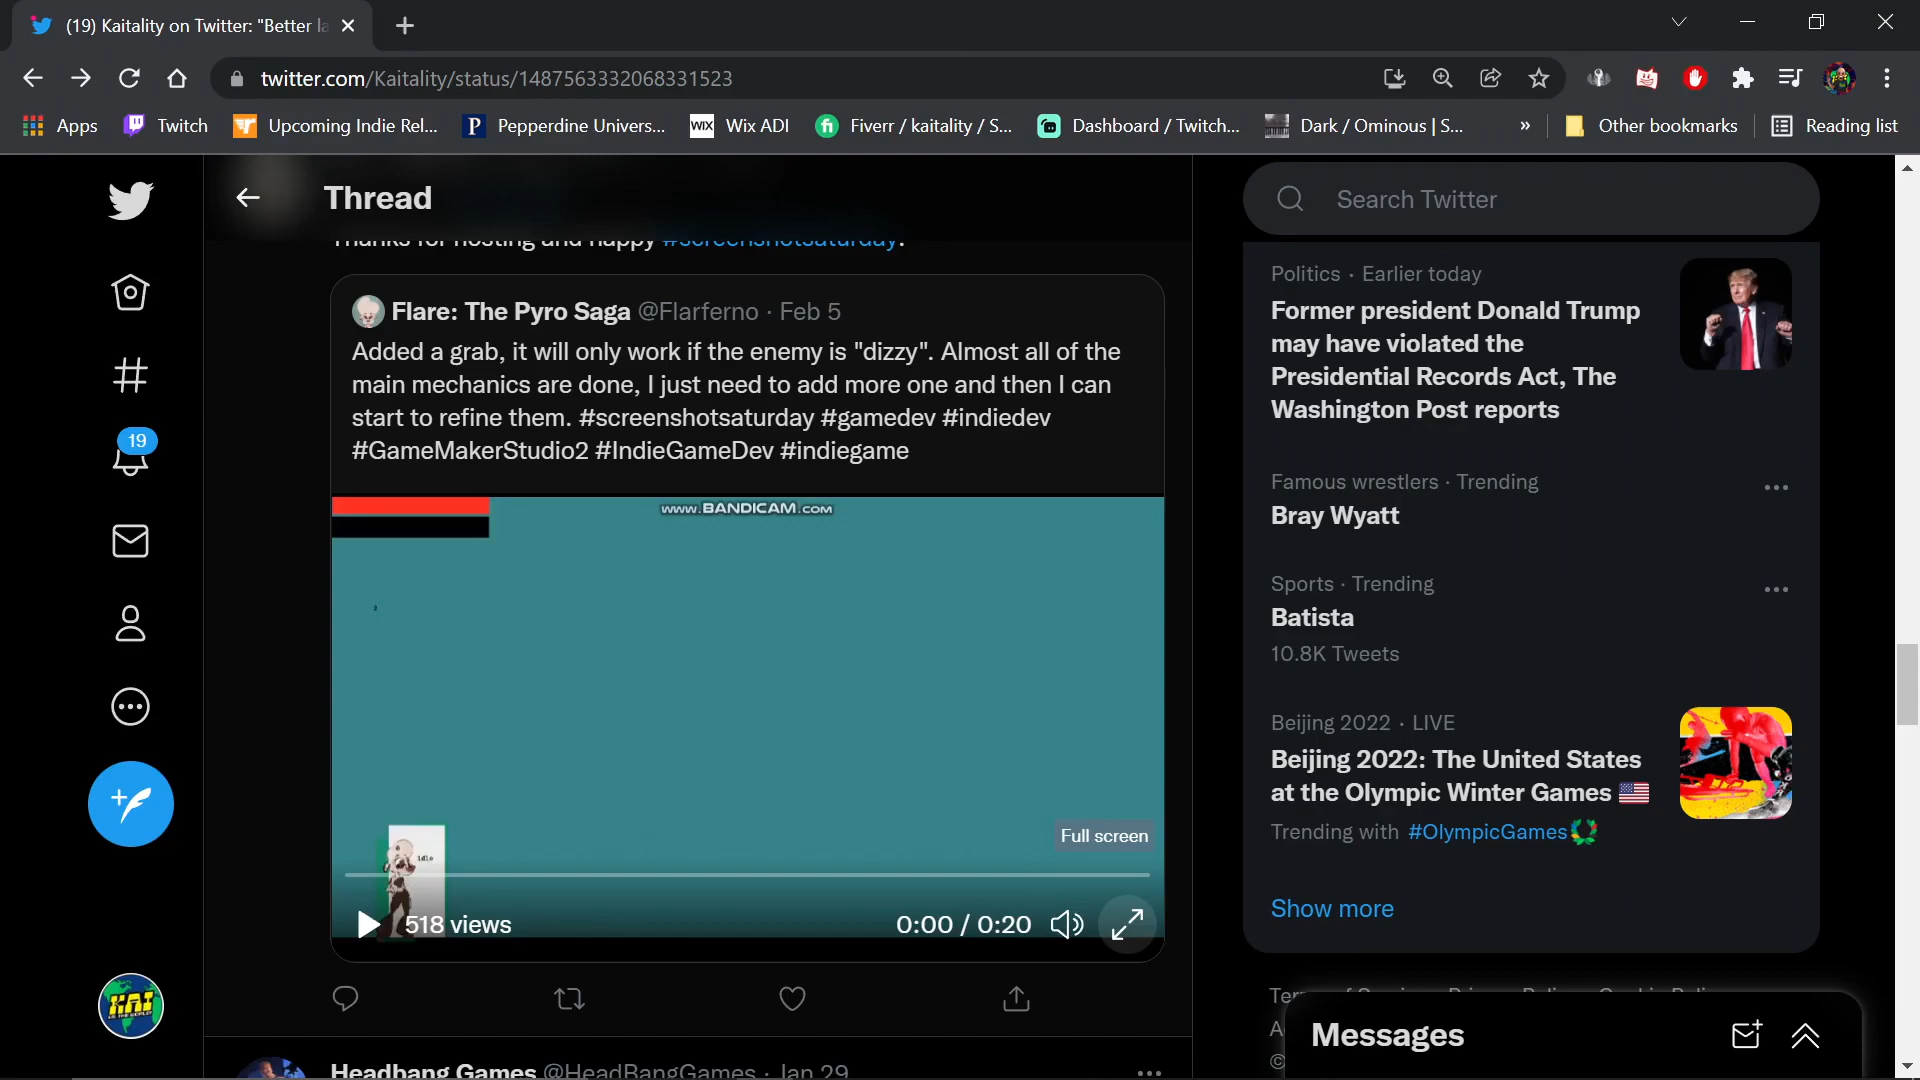 (19) Kaitality on Twitter: "Better la
twitter.com/Kaitality/status/1487563332068331523
Apps
Twitch
Upcoming Indie Rel...
P
Pepperdine Univers...
WIX
Wix ADI
fi
Fiverr / kaitality / S...
Dashboard / Twitch...
Dark / Ominous | S...
»
Other bookmarks
Reading list
Thread
Thanks for hosting and happy #screenshotsaturday!
Flare: The Pyro Saga @Flarferno · Feb 5
Added a grab, it will only work if the enemy is "dizzy". Almost all of the
main mechanics are done, I just need to add more one and then I can
start to refine them. #screenshotsaturday #gamedev #indiedev
#GameMakerStudio2 #IndieGameDev #indiegame
www.BANDICAM.com
idle
Full screen
518 views
0:00 / 0:20
Headbang Games @HeadBangGames · Jan 29
19
KAI
Search Twitter
Politics · Earlier today
Former president Donald Trump
may have violated the
Presidential Records Act, The
Washington Post reports
Famous wrestlers · Trending
Bray Wyatt
Sports · Trending
Batista
10.8K Tweets
Beijing 2022 · LIVE
Beijing 2022: The United States
at the Olympic Winter Games
Trending with #OlympicGames
Show more
Messages